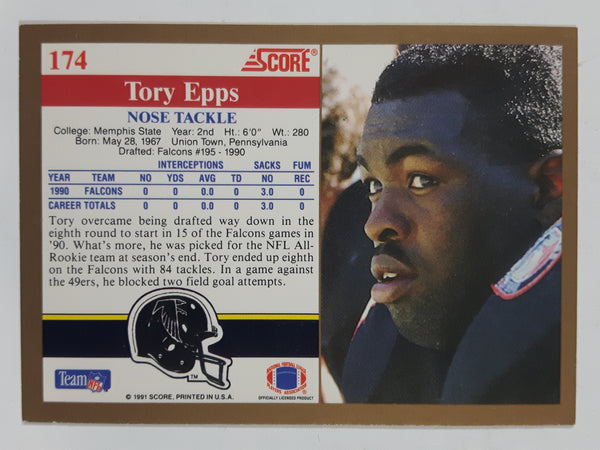 174
SCORE®
Tory Epps
NOSE TACKLE
College: Memphis State Year: 2nd Ht.: 6'0" Wt.: 280
Born: May 28, 1967 Union Town, Pennsylvania
Drafted: Falcons #195 - 1990
INTERCEPTIONS SACKS FUM
YEAR TEAM NO YDS AVG TD NO REC
1990 FALCONS 0 0 0.0 0 3.0 0
CAREER TOTALS 0 0 0.0 0 3.0 0
Tory overcame being drafted way down in the
eighth round to start in 15 of the Falcons games in
'90. What's more, he was picked for the NFL All-
Rookie team at season's end. Tory ended up eighth
on the Falcons with 84 tackles. In a game against
the 49ers, he blocked two field goal attempts.
TM
Team NFL
© 1991 SCORE, PRINTED IN U.S.A.
OFFICIALLY LICENSED PRODUCT